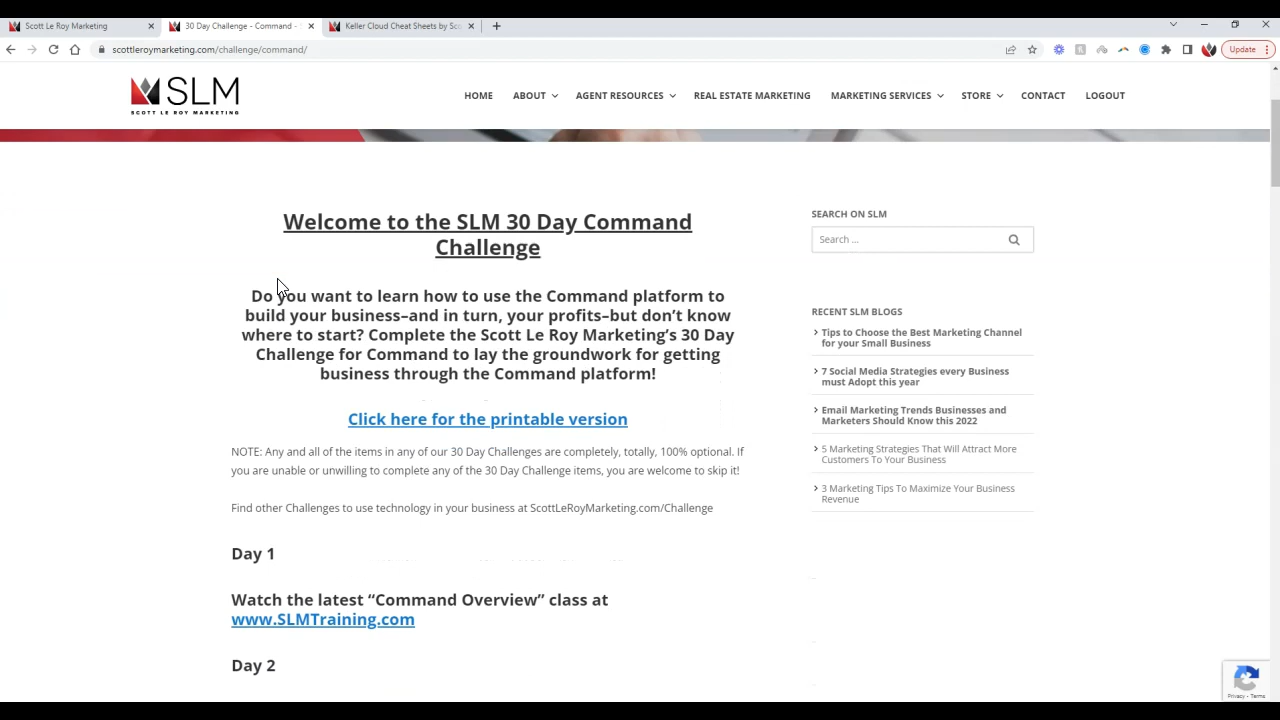 Scott Le Roy Marketing
30 Day Challenge - Command -
Keller Cloud Cheat Sheets by Sco
scottleroymarketing.com/challenge/command/
Update
SLM
SCOTT LE ROY MARKETING
HOME
ABOUT
AGENT RESOURCES
REAL ESTATE MARKETING
MARKETING SERVICES
STORE
CONTACT
LOGOUT
Welcome to the SLM 30 Day Command
Challenge
Do you want to learn how to use the Command platform to
build your business–and in turn, your profits–but don’t know
where to start? Complete the Scott Le Roy Marketing’s 30 Day
Challenge for Command to lay the groundwork for getting
business through the Command platform!
Click here for the printable version
NOTE: Any and all of the items in any of our 30 Day Challenges are completely, totally, 100% optional. If
you are unable or unwilling to complete any of the 30 Day Challenge items, you are welcome to skip it!
Find other Challenges to use technology in your business at ScottLeRoyMarketing.com/Challenge
Day 1
Watch the latest “Command Overview” class at
www.SLMTraining.com
Day 2
SEARCH ON SLM
Search ...
RECENT SLM BLOGS
Tips to Choose the Best Marketing Channel
for your Small Business
7 Social Media Strategies every Business
must Adopt this year
Email Marketing Trends Businesses and
Marketers Should Know this 2022
5 Marketing Strategies That Will Attract More
Customers To Your Business
3 Marketing Tips To Maximize Your Business
Revenue
Privacy - Terms